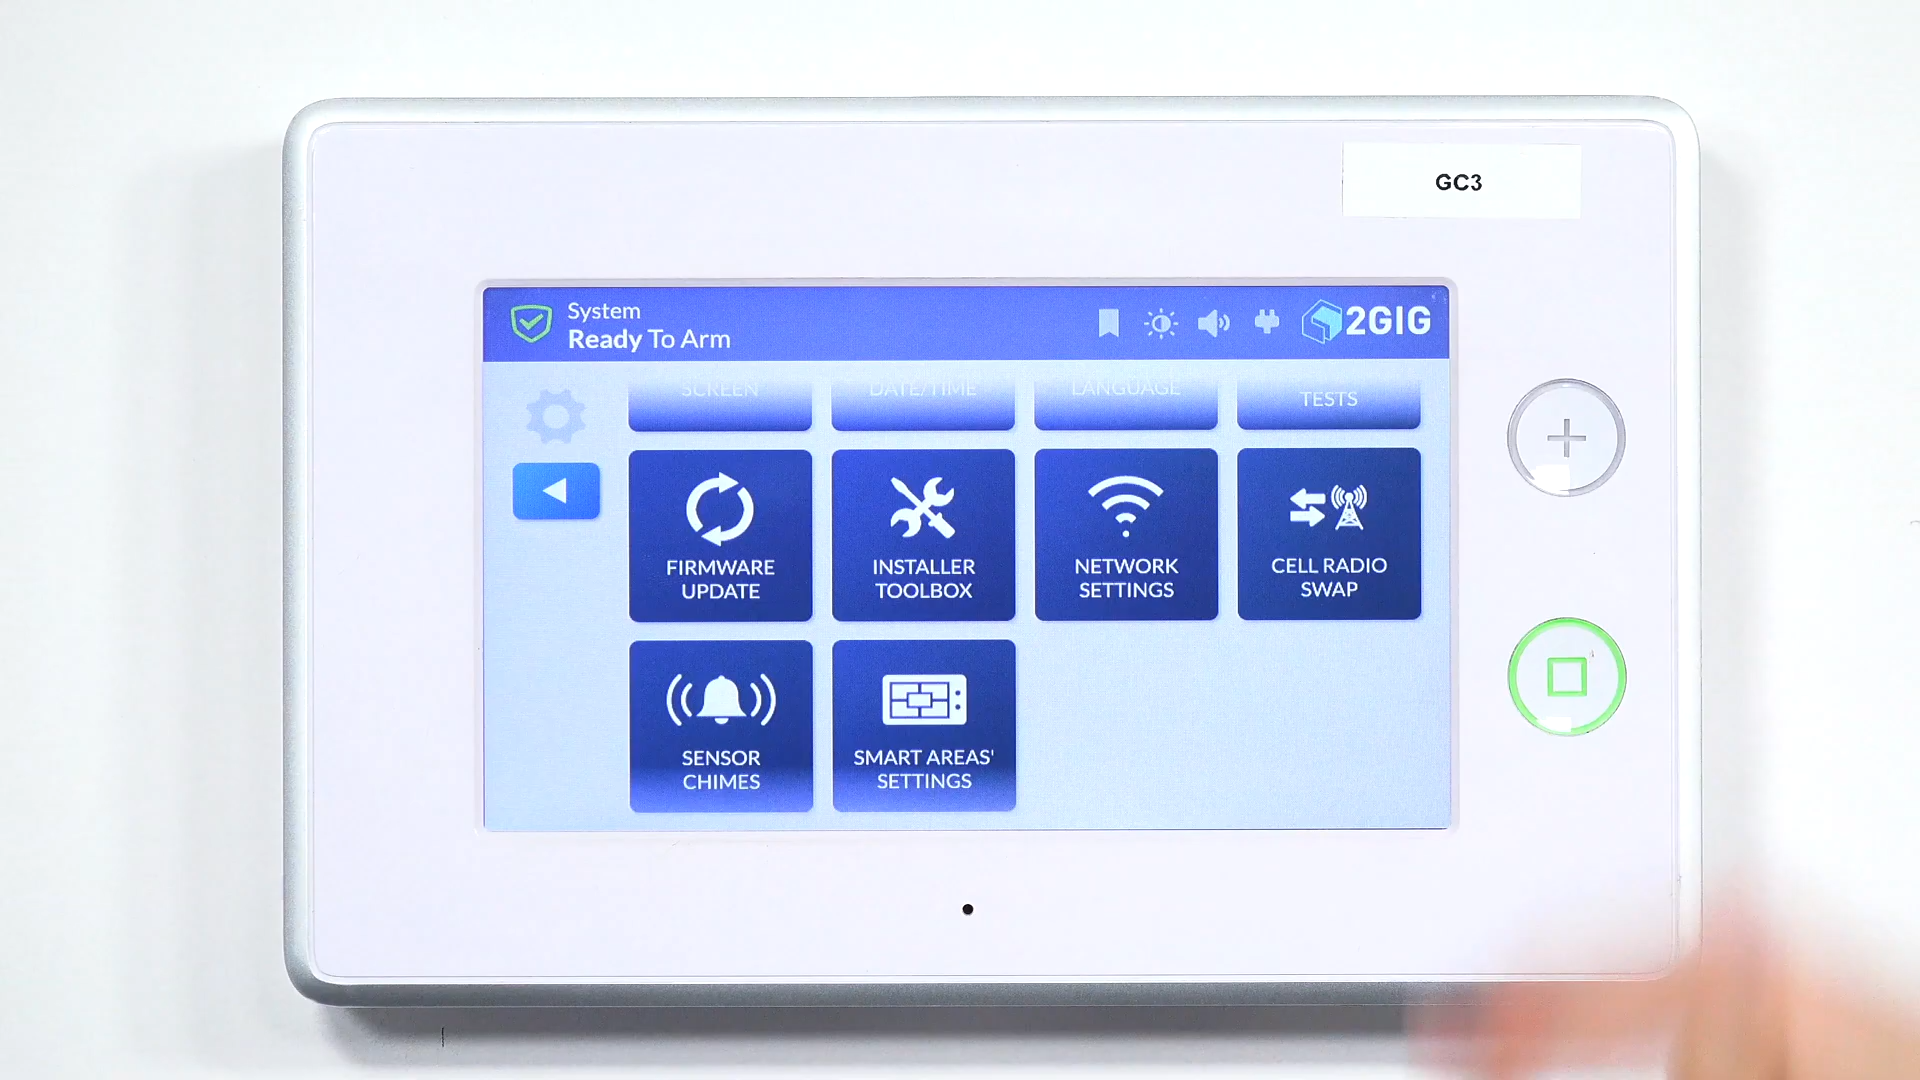 GC3
System
Ready To Arm
2GIG
SCREEN
DATE/TIME
LANGUAGE
TESTS
FIRMWARE
UPDATE
INSTALLER
TOOLBOX
NETWORK
SETTINGS
CELL RADIO
SWAP
SENSOR
CHIMES
SMART AREAS'
SETTINGS